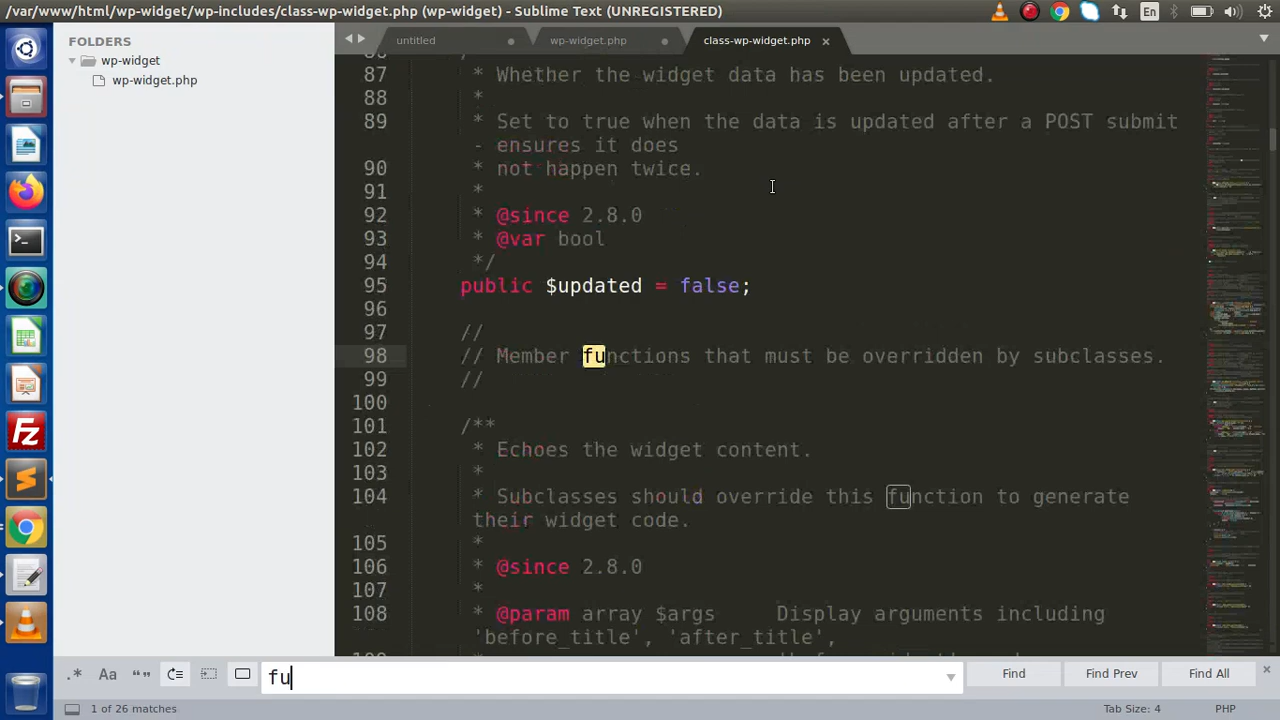 /var/www/html/wp-widget/wp-includes/class-wp-widget.php (wp-widget) - Sublime Text (UNREGISTERED)
En
FOLDERS
wp-widget
wp-widget.php
untitled
wp-widget.php
class-wp-widget.php
87 * Whether the widget data has been updated.
88 *
89 * Set to true when the data is updated after a POST submit
- ensures it does
90 * not happen twice.
91 *
92 * @since 2.8.0
93 * @var bool
94 */
95 public $updated = false;
96
97 //
98 // Member functions that must be overridden by subclasses.
99 //
100
101 /**
102 * Echoes the widget content.
103 *
104 * Subclasses should override this function to generate
their widget code.
105 *
106 * @since 2.8.0
107 *
108 * @param array $args Display arguments including
'before_title', 'after_title',
.* Aa “” fu Find Find Prev Find All
1 of 26 matches Tab Size: 4 PHP